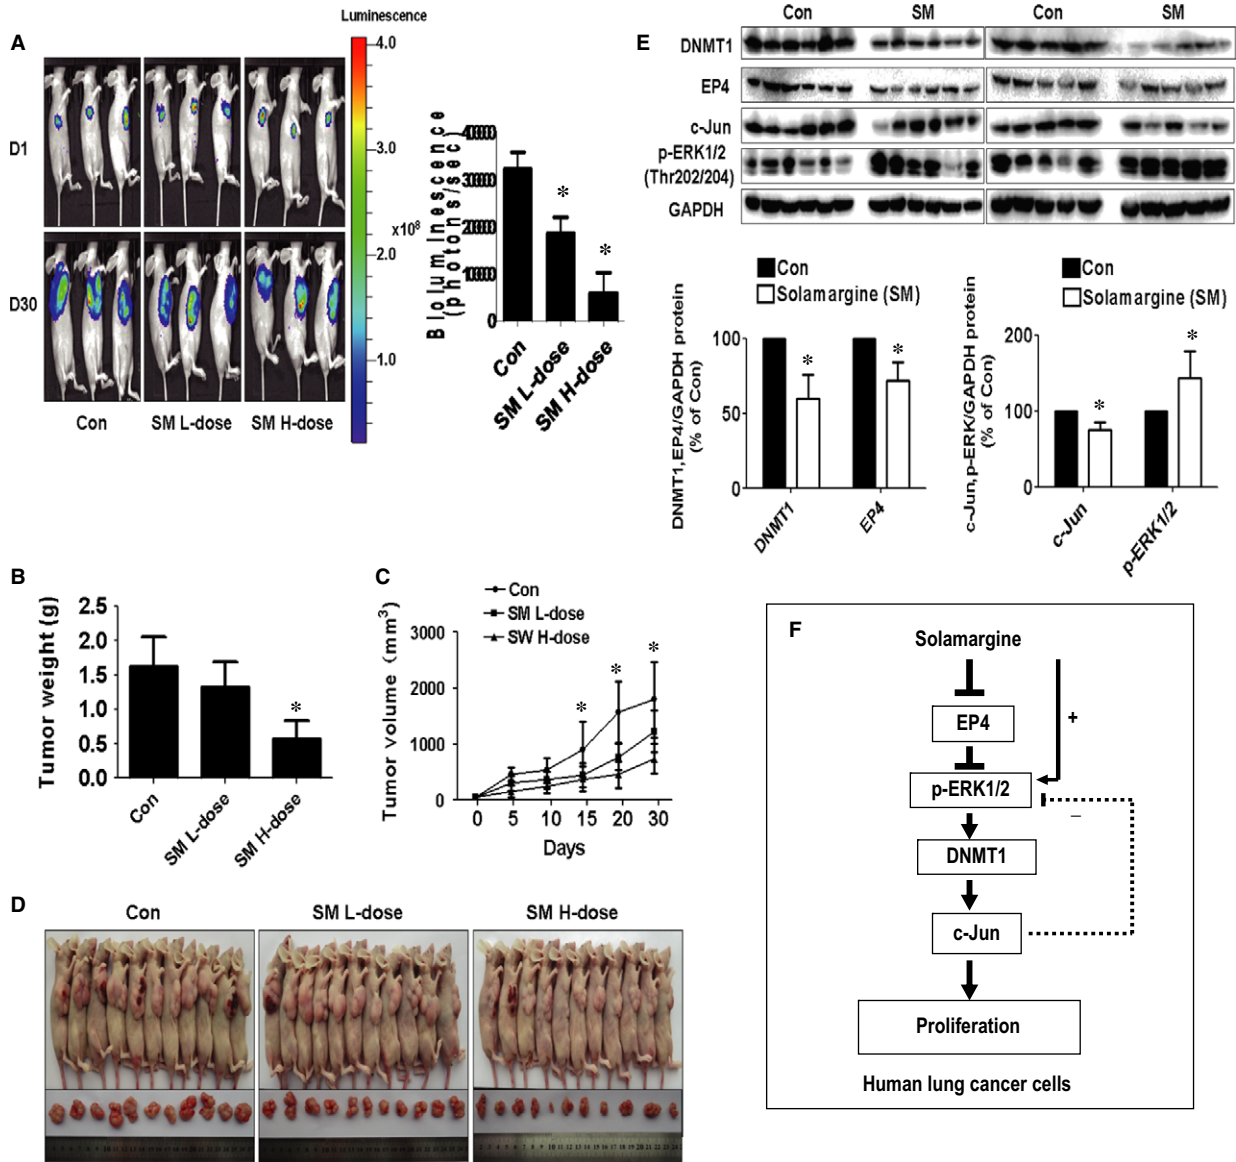 A
Luminescence
4.0
3.0
x10⁸
2.0
1.0
D1
D30
Con
SM L-dose
SM H-dose
Bioluminescence
(photons/sec)
4000
3000
2000
1000
0
*
*
Con
SM L-dose
SM H-dose
B
Tumor weight (g)
2.5
2.0
1.5
1.0
0.5
0.0
*
Con
SM L-dose
SM H-dose
C
Con
SM L-dose
SW H-dose
Tumor volume (mm³)
3000
2000
1000
0
* * *
0 5 10 15 20 30
Days
D
Con
SM L-dose
SM H-dose
E
Con SM Con SM
DNMT1
EP4
c-Jun
p-ERK1/2
(Thr202/204)
GAPDH
Con
Solamargine (SM)
DNMT1,EP4/GAPDH protein
(% of Con)
100
50
0
* *
DNMT1
EP4
Con
Solamargine (SM)
c-Jun,p-ERK/GAPDH protein
(% of Con)
200
100
0
* *
c-Jun
p-ERK1/2
F
Solamargine
+
EP4
p-ERK1/2
–
DNMT1
c-Jun
Proliferation
Human lung cancer cells